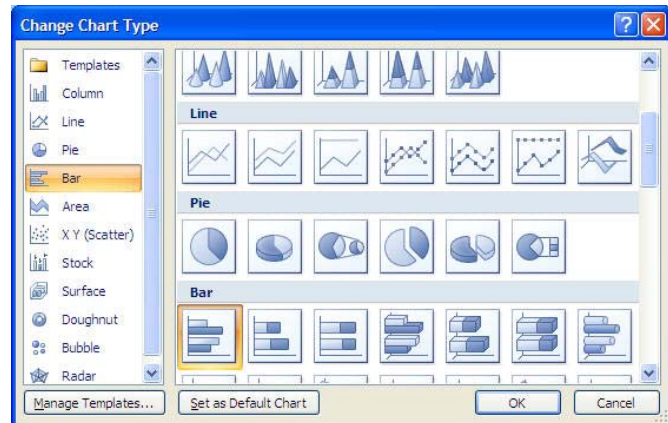 Change Chart Type
Templates
Column
Line
Pie
Bar
Area
X Y (Scatter)
Stock
Surface
Doughnut
Bubble
Radar
Line
Pie
Bar
Manage Templates...
Set as Default Chart
OK
Cancel